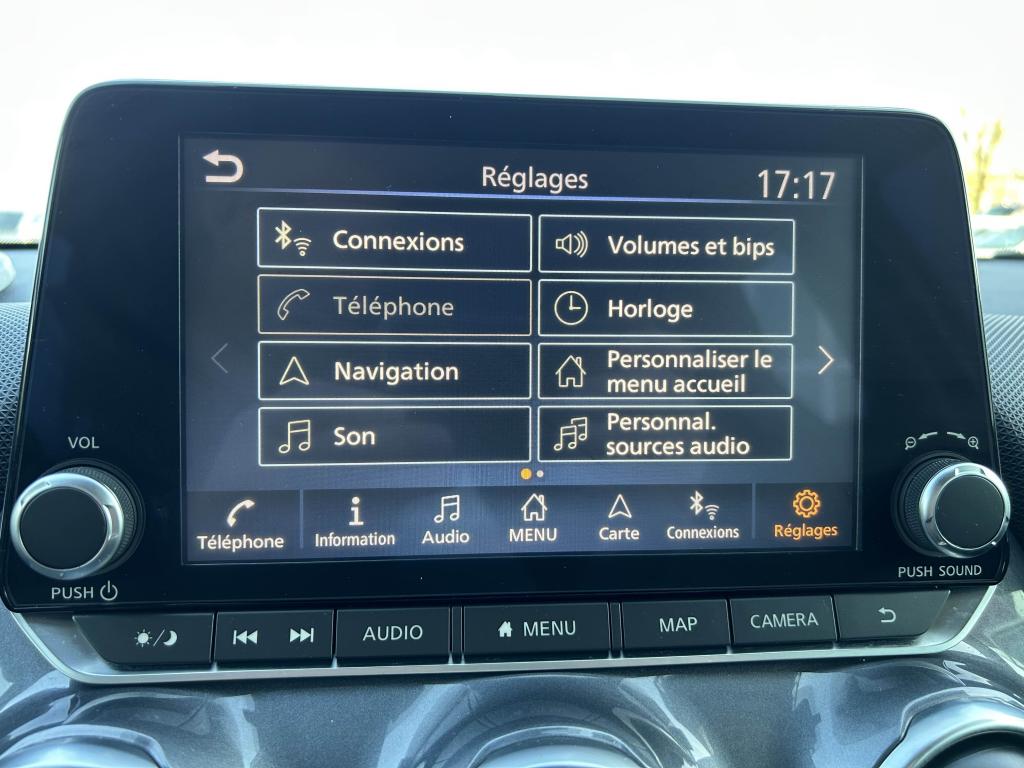 Réglages
17:17
Connexions
Volumes et bips
Téléphone
Horloge
Navigation
Personnaliser le
menu accueil
Son
Personnal.
sources audio
Téléphone
Information
Audio
MENU
Carte
Connexions
Réglages
VOL
PUSH
PUSH SOUND
AUDIO
MENU
MAP
CAMERA